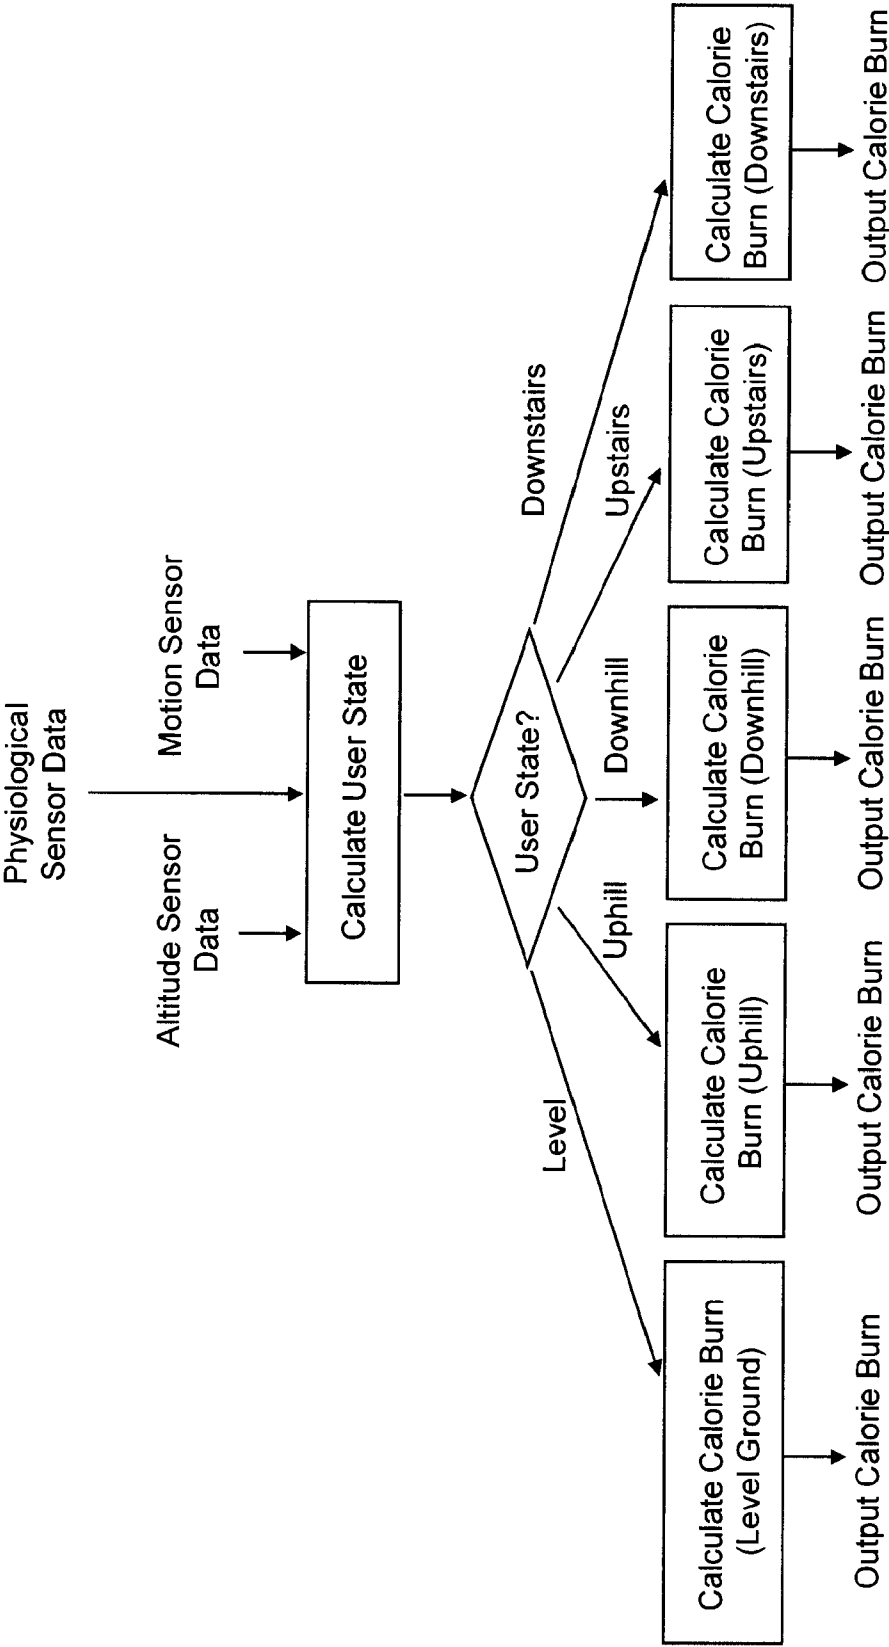 Physiological
Sensor Data
Altitude Sensor
Data
Motion Sensor
Data
Calculate User State
User State?
Level
Uphill
Downhill
Upstairs
Downstairs
Calculate Calorie Burn
(Level Ground)
Calculate Calorie
Burn (Uphill)
Calculate Calorie
Burn (Downhill)
Calculate Calorie
Burn (Upstairs)
Calculate Calorie
Burn (Downstairs)
Output Calorie Burn
Output Calorie Burn
Output Calorie Burn
Output Calorie Burn
Output Calorie Burn